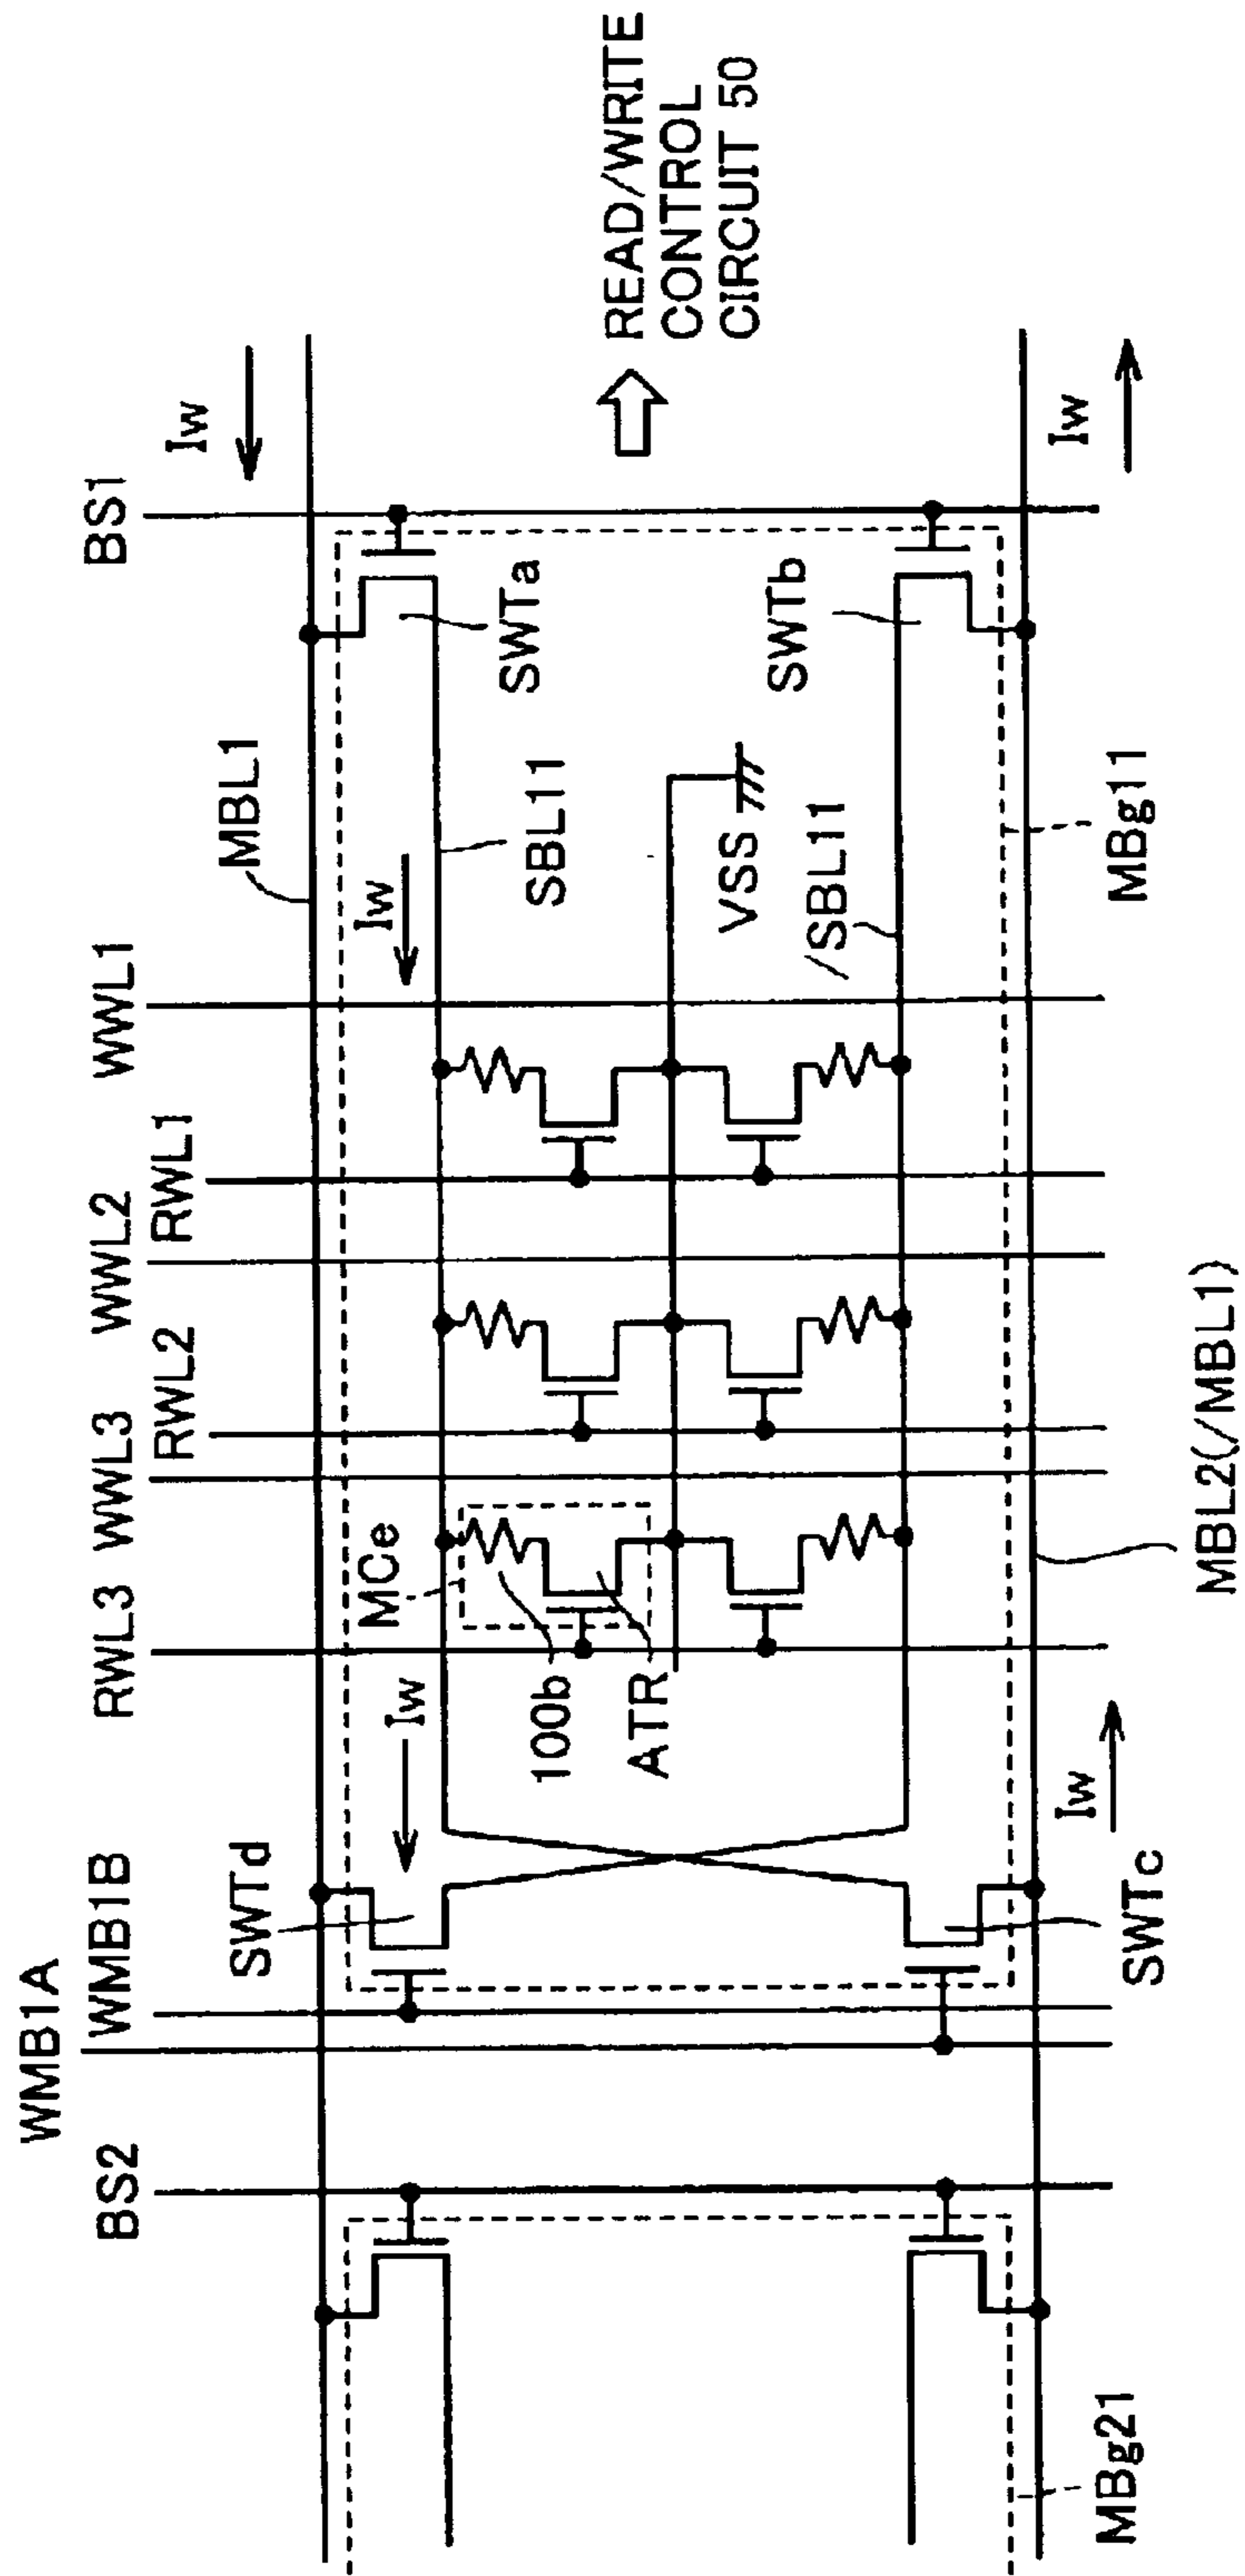 WMB1A
BS2
WMB1B
RWL3
WWL3
RWL2
WWL2
RWL1
WWL1
MBL1
BS1
Iw
SWTd
Iw
MCe
Iw
SWTa
100b
ATR
SBL11
VSS
/SBL11
SWTb
READ/WRITE
CONTROL
CIRCUIT 50
MBg21
SWTc
Iw
MBL2(/MBL1)
MBg11
Iw